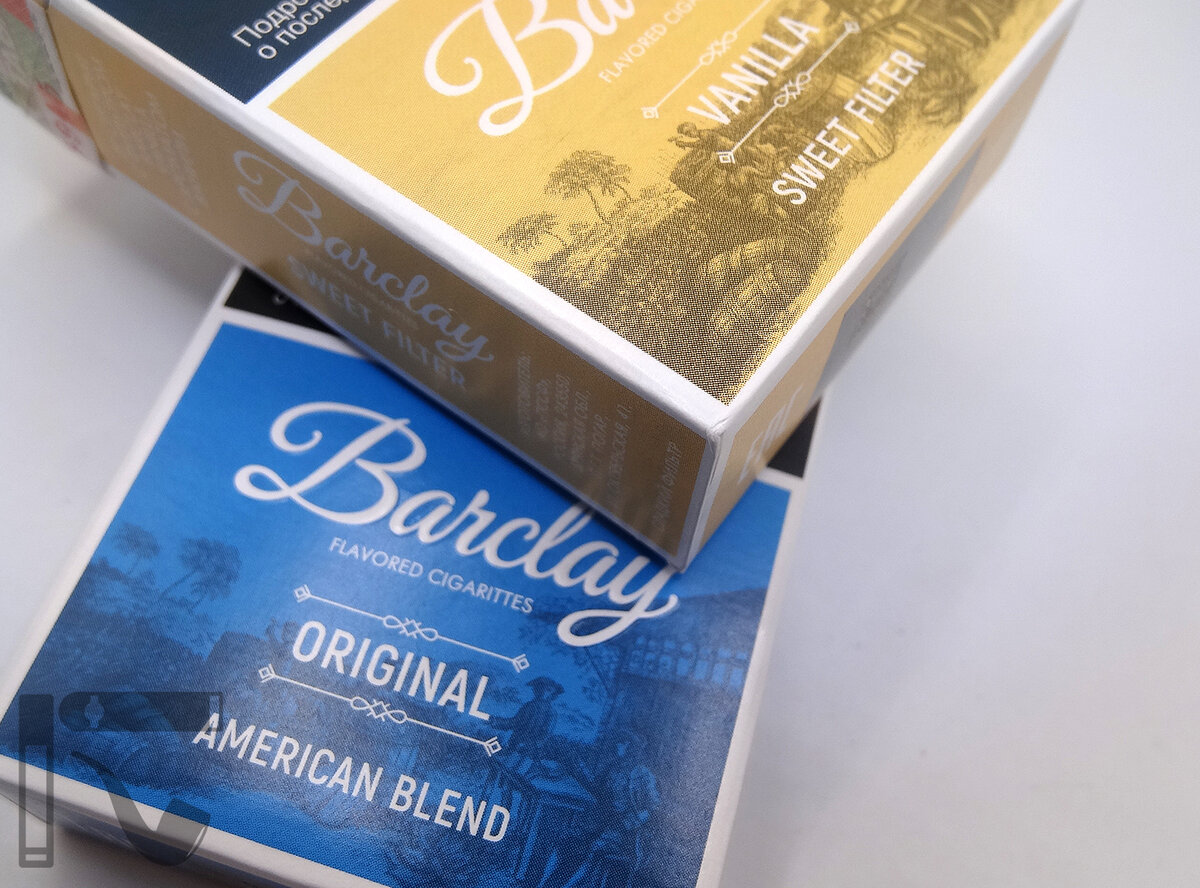 Подро
о послед
Ba
FLAVORED CIGA
VANILLA
SWEET FILTER
Barclay
SWEET FILTER
Barclay
FLAVORED CIGARITTES
ORIGINAL
AMERICAN BLEND